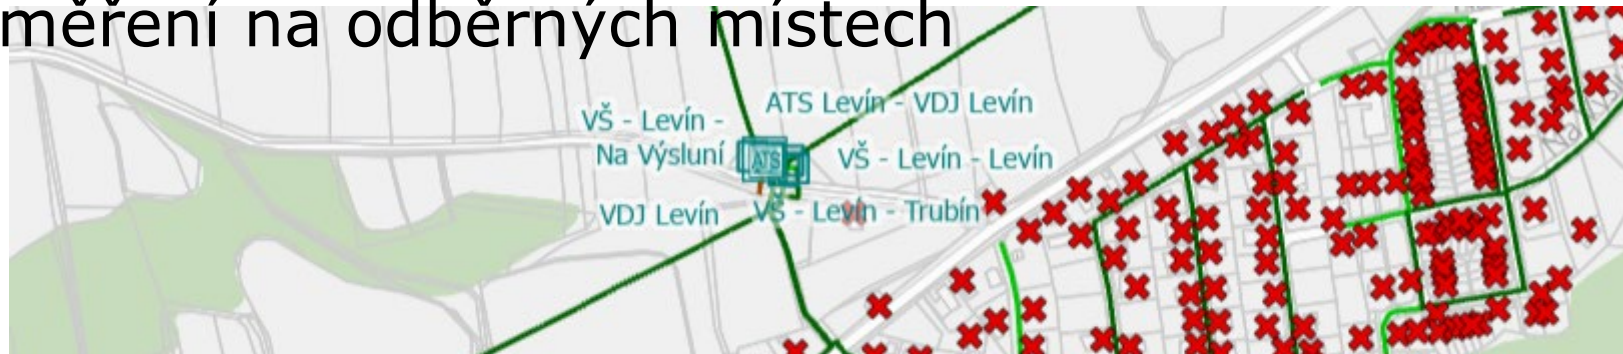 měření na odběrných místech
ATS Levín - VDJ Levín
VŠ - Levín -
Na Výsluní
ATS
VŠ - Levín - Levín
VDJ Levín
VŠ - Levín - Trubín